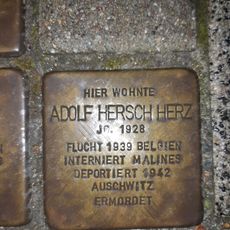 HIER WOHNTE
ADOLF HERSCH HERZ
JG. 1928
FLUCHT 1939 BELGIEN
INTERNIERT MALINES
DEPORTIERT 1942
AUSCHWITZ
ERMORDET